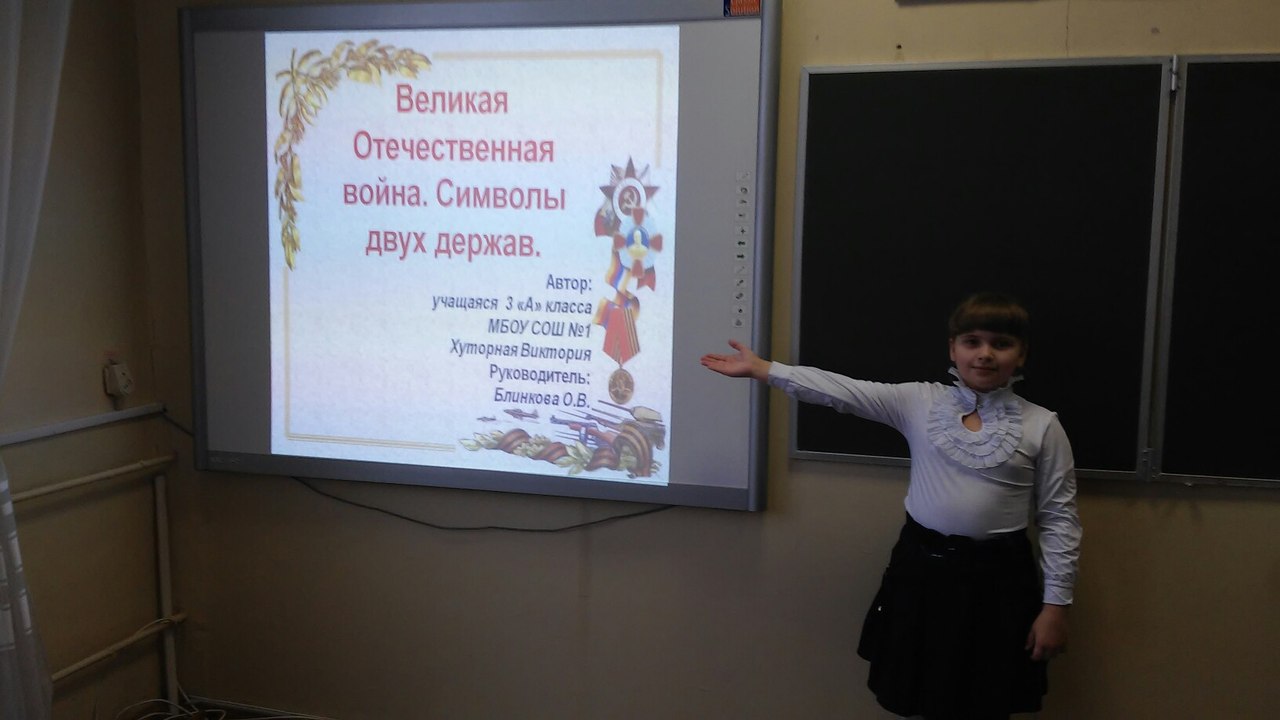 Великая
Отечественная
война. Символы
двух держав.
Автор:
учащаяся 3 «А» класса
МБОУ СОШ №1
Хуторная Виктория
Руководитель:
Блинкова О.В.